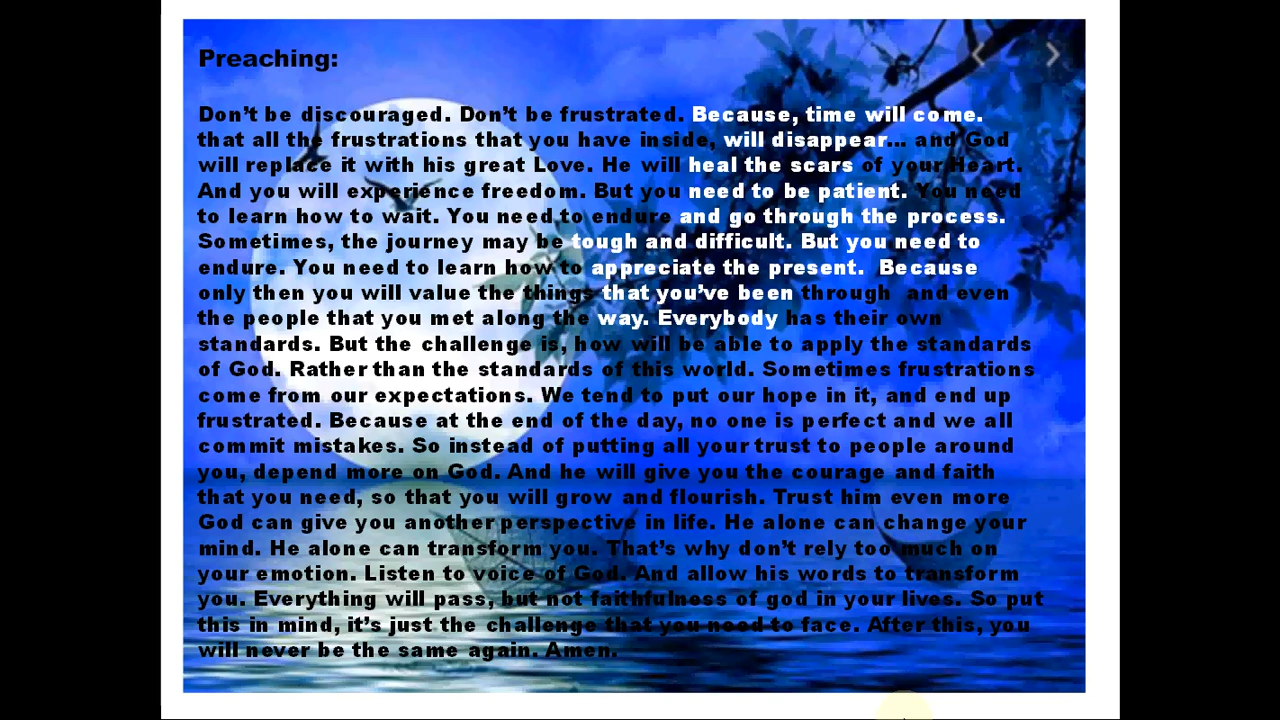 Preaching:
Don't be discouraged. Don't be frustrated. Because, time will come.
that all the frustrations that you have inside, will disappear... and God
will replace it with his great Love. He will heal the scars of your Heart.
And you will experience freedom. But you need to be patient. You need
to learn how to wait. You need to endure and go through the process.
Sometimes, the journey may be tough and difficult. But you need to
endure. You need to learn how to appreciate the present.  Because
only then you will value the things that you've been through  and even
the people that you met along the way. Everybody has their own
standards. But the challenge is, how will be able to apply the standards
of God. Rather than the standards of this world. Sometimes frustrations
come from our expectations. We tend to put our hope in it, and end up
frustrated. Because at the end of the day, no one is perfect and we all
commit mistakes. So instead of putting all your trust to people around
you, depend more on God. And he will give you the courage and faith
that you need, so that you will grow and flourish. Trust him even more
God can give you another perspective in life. He alone can change your
mind. He alone can transform you. That's why don't rely too much on
your emotion. Listen to voice of God. And allow his words to transform
you. Everything will pass, but not faithfulness of god in your lives. So put
this in mind, it's just the challenge that you need to face. After this, you
will never be the same again. Amen.